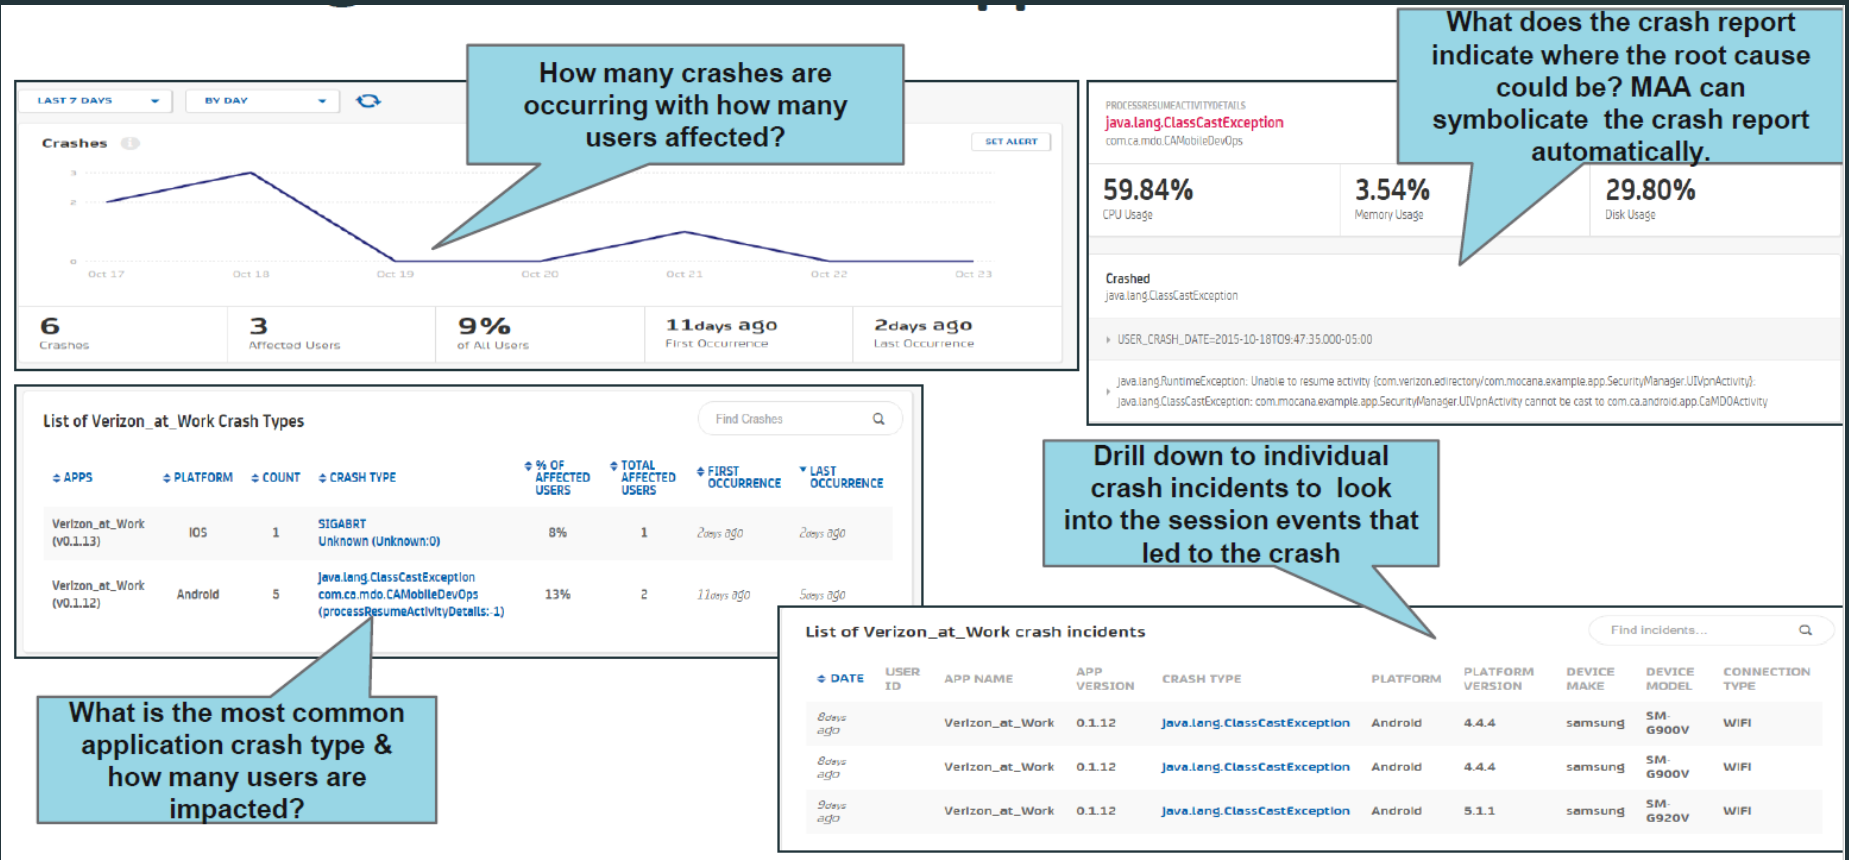 How many crashes are
occurring with how many
users affected?
LAST 7 DAYS
BY DAY
Crashes
SET ALERT
3
2
0
Oct 17
Oct 18
Oct 19
Oct 20
Oct 21
Oct 22
Oct 23
6
Crashes
3
Affected Users
9%
of All Users
11days ago
First Occurrence
2days ago
Last Occurrence
What does the crash report
indicate where the root cause
could be? MAA can
symbolicate the crash report
automatically.
PROCESSRESUMEACTIVITYDETAILS
java.lang.ClassCastException
com.ca.mdo.CAMobileDevOps
59.84%
CPU Usage
3.54%
Memory Usage
29.80%
Disk Usage
Crashed
java.lang.ClassCastException
USER_CRASH_DATE=2015-10-18T09:47:35.000-05:00
java.lang.RuntimeException: Unable to resume activity {com.verizon.edirectory/com.mocana.example.app.SecurityManager.UIVpnActivity}:
java.lang.ClassCastException: com.mocana.example.app.SecurityManager.UIVpnActivity cannot be cast to com.ca.android.app.CaMDOActivity
List of Verizon_at_Work Crash Types
Find Crashes
APPS PLATFORM COUNT CRASH TYPE % OF AFFECTED USERS TOTAL AFFECTED USERS FIRST OCCURRENCE LAST OCCURRENCE
Verizon_at_Work
(v0.1.13)
IOS
1
SIGABRT
Unknown (Unknown:0)
8%
1
2days ago
2days ago
Verizon_at_Work
(v0.1.12)
Android
5
java.lang.ClassCastException
com.ca.mdo.CAMobileDevOps
(processResumeActivityDetails:-1)
13%
2
11days ago
5days ago
What is the most common
application crash type &
how many users are
impacted?
Drill down to individual
crash incidents to look
into the session events that
led to the crash
List of Verizon_at_Work crash incidents
Find incidents...
DATE USER ID APP NAME APP VERSION CRASH TYPE PLATFORM PLATFORM VERSION DEVICE MAKE DEVICE MODEL CONNECTION TYPE
8days ago Verizon_at_Work 0.1.12 java.lang.ClassCastException Android 4.4.4 samsung SM-G900V WIFI
8days ago Verizon_at_Work 0.1.12 java.lang.ClassCastException Android 4.4.4 samsung SM-G900V WIFI
9days ago Verizon_at_Work 0.1.12 java.lang.ClassCastException Android 5.1.1 samsung SM-G920V WIFI